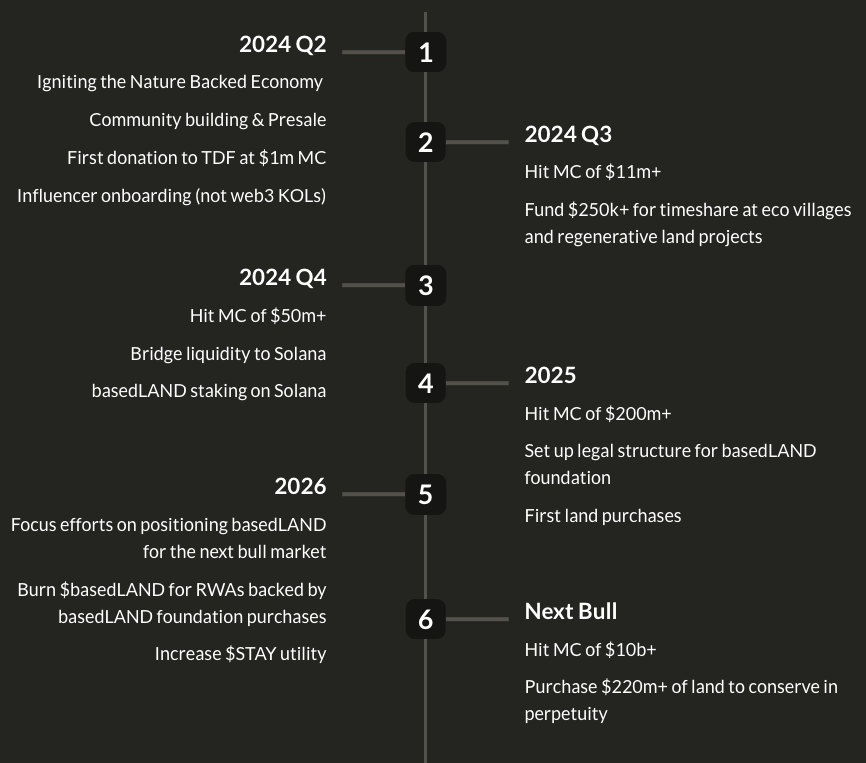 1
2024 Q2
Igniting the Nature Backed Economy
Community building & Presale
First donation to TDF at $1m MC
Influencer onboarding (not web3 KOLs)
2
2024 Q3
Hit MC of $11m+
Fund $250k+ for timeshare at eco villages
and regenerative land projects
3
2024 Q4
Hit MC of $50m+
Bridge liquidity to Solana
basedLAND staking on Solana
4
2025
Hit MC of $200m+
Set up legal structure for basedLAND
foundation
First land purchases
5
2026
Focus efforts on positioning basedLAND
for the next bull market
Burn $basedLAND for RWAs backed by
basedLAND foundation purchases
Increase $STAY utility
6
Next Bull
Hit MC of $10b+
Purchase $220m+ of land to conserve in
perpetuity